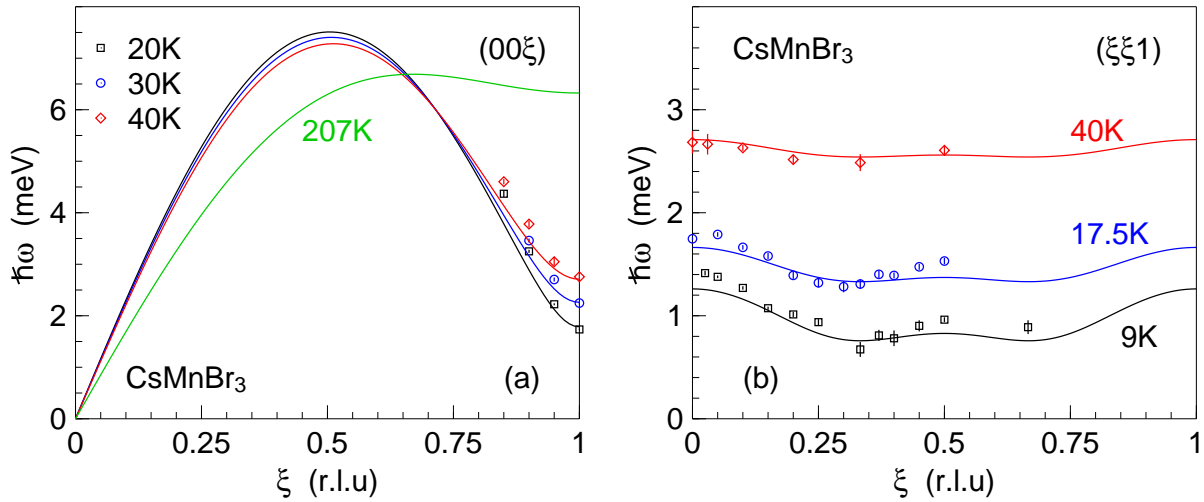 ħω (meV)
0
2
4
6
0
0.25
0.5
0.75
1
ξ (r.l.u)
20K
30K
40K
207K
(00ξ)
CsMnBr₃
(a)
ħω (meV)
0
1
2
3
0
0.25
0.5
0.75
1
ξ (r.l.u)
CsMnBr₃
(ξξ1)
40K
17.5K
9K
(b)